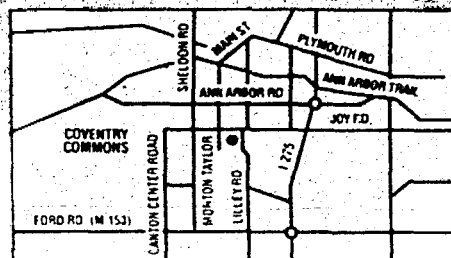 SHELDON RD
MAIN ST
PLYMOUTH RD
ANN ARBOR TRAIL
ANN ARBOR RD
JOY F.D.
COVENTRY
COMMONS
CANTON CENTER ROAD
MORTON TAYLOR
LILLEY RD
I 275
FORD RD (M 153)